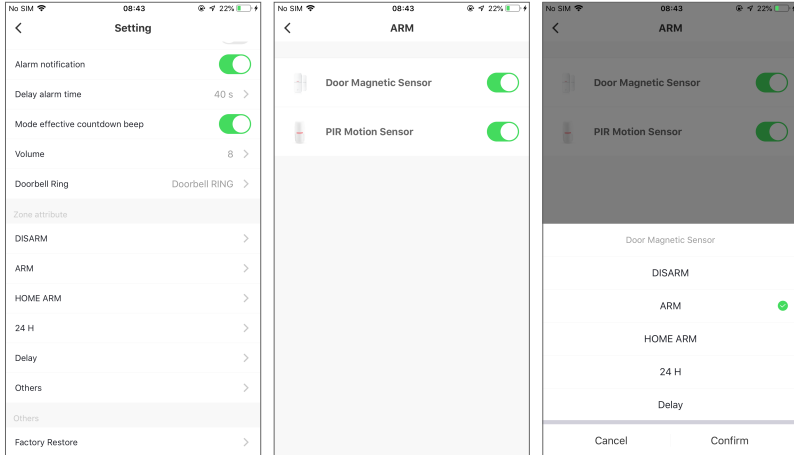 No SIM 08:43 22%
Setting
Alarm notification
Delay alarm time 40 s
Mode effective countdown beep
Volume 8
Doorbell Ring Doorbell RING
Zone attribute
DISARM
ARM
HOME ARM
24 H
Delay
Others
Others
Factory Restore
No SIM 08:43 22%
ARM
Door Magnetic Sensor
PIR Motion Sensor
No SIM 08:43 22%
ARM
Door Magnetic Sensor
PIR Motion Sensor
Door Magnetic Sensor
DISARM
ARM
HOME ARM
24 H
Delay
Cancel Confirm